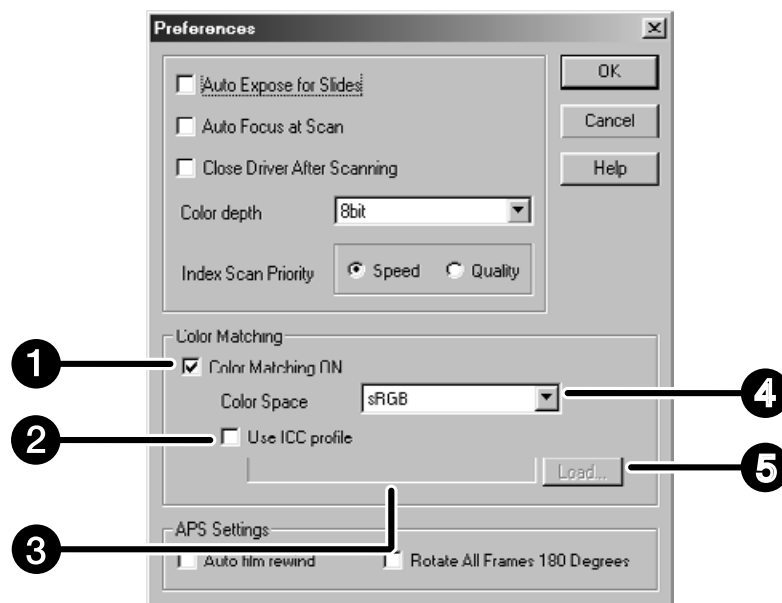 Preferences
OK
Auto Expose for Slides
Cancel
Auto Focus at Scan
Help
Close Driver After Scanning
Color depth 8bit
Index Scan Priority Speed Quality
Color Matching
1 Color Matching ON
Color Space sRGB 4
2 Use ICC profile
Load... 5
3
APS Settings
Auto film rewind Rotate All Frames 180 Degrees